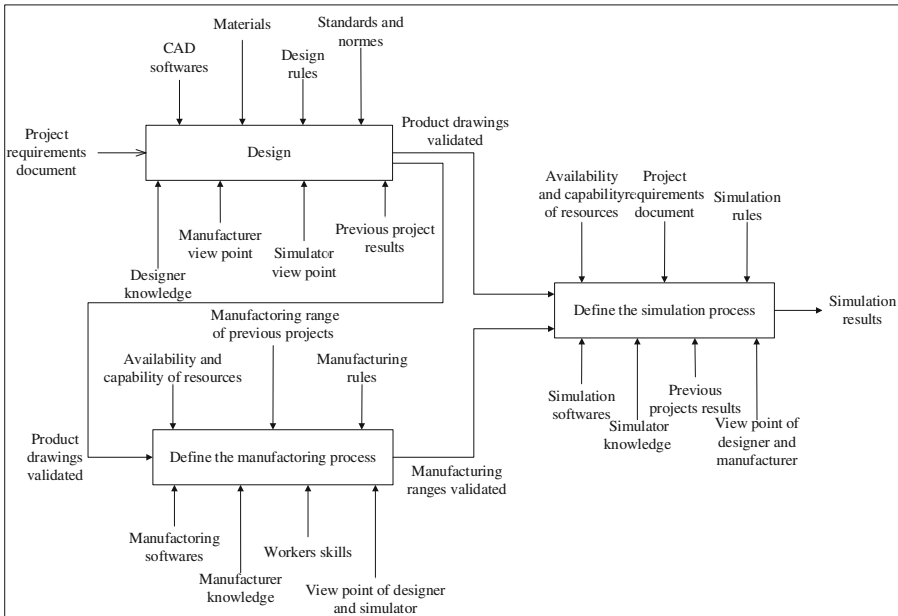 Materials
Standards and
normes
CAD
softwares
Design
rules
Project
requirements
document
Design
Product drawings
validated
Manufacturer
view point
Simulator
view point
Previous project
results
Designer
knowledge
Availability
and capability
of resources
Project
requirements
document
Simulation
rules
Define the simulation process
Simulation
results
Simulation
softwares
Simulator
knowledge
Previous
projects results
View point of
designer and
manufacturer
Manufactoring range
of previous projects
Availability and
capability of resources
Manufacturing
rules
Product
drawings
validated
Define the manufactoring process
Manufacturing
ranges validated
Manufactoring
softwares
Manufacturer
knowledge
Workers skills
View point of designer
and simulator